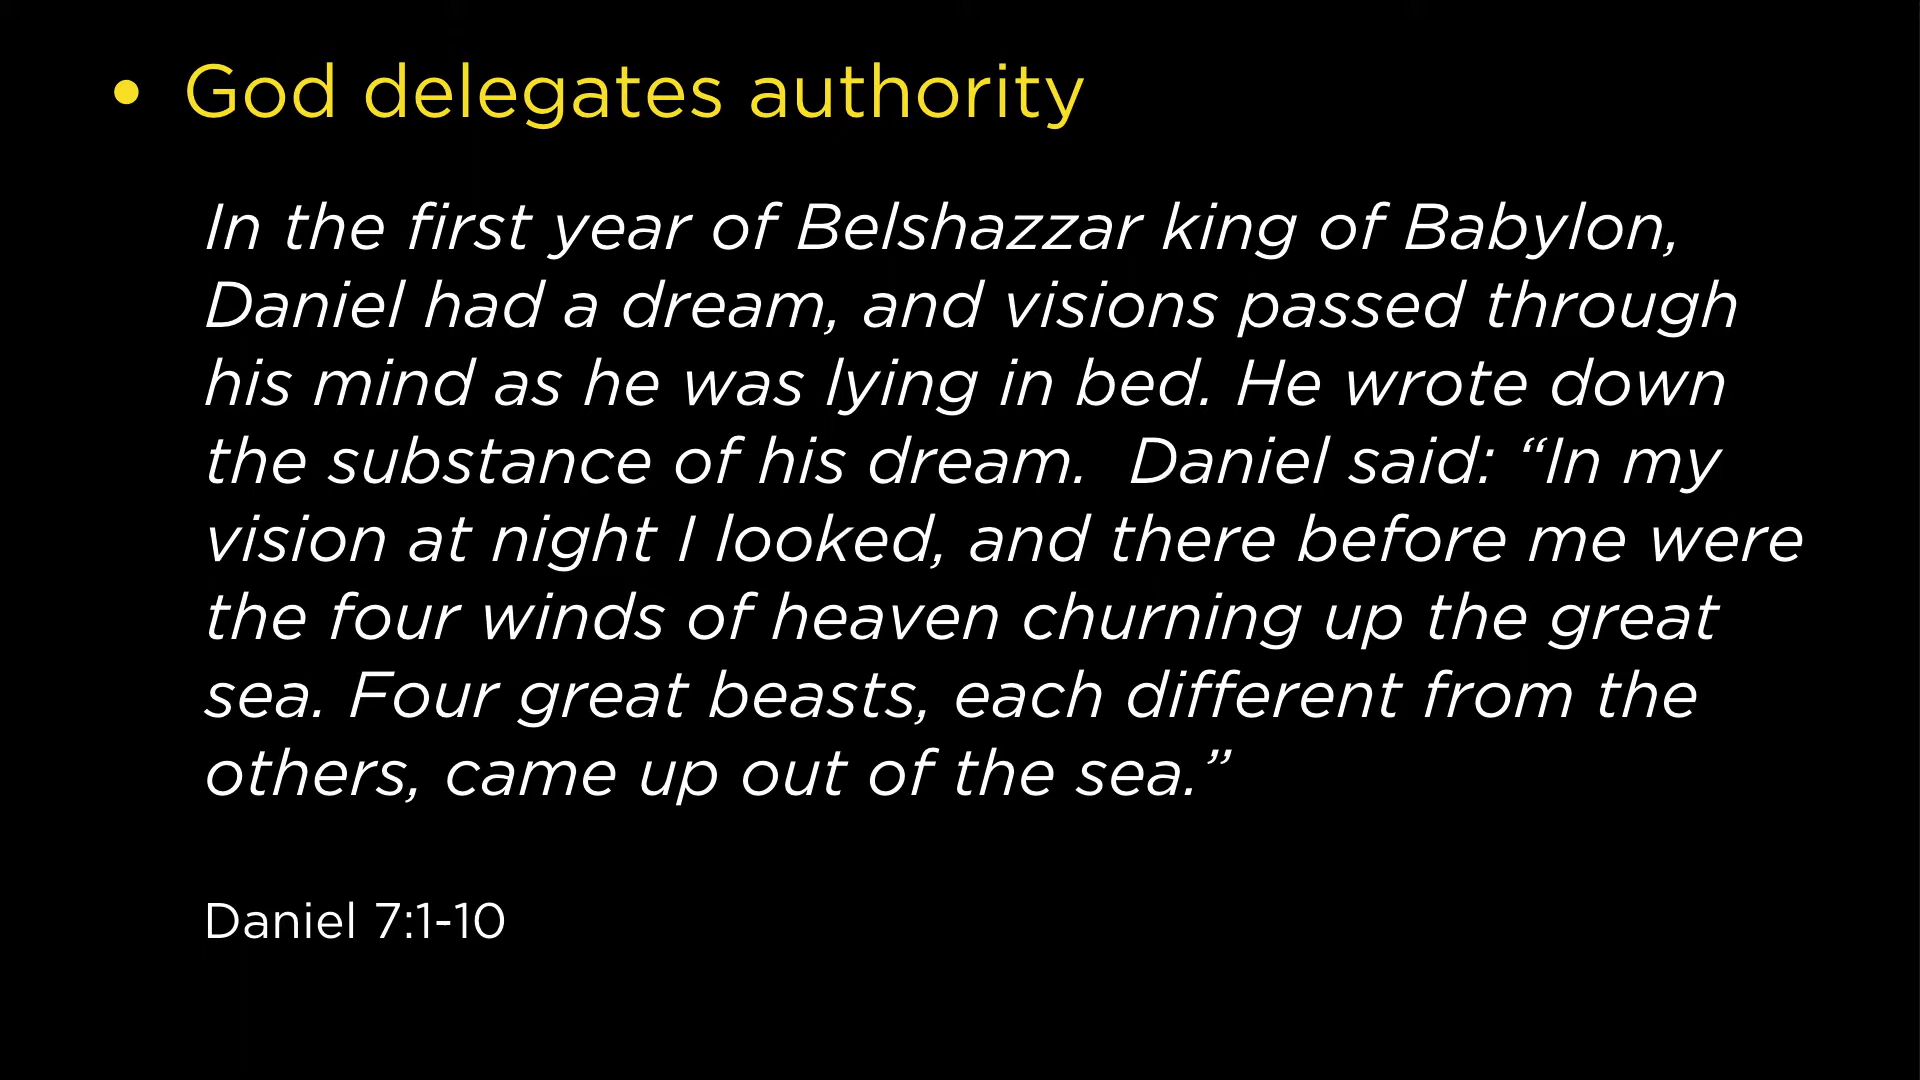 • God delegates authority
In the first year of Belshazzar king of Babylon,
Daniel had a dream, and visions passed through
his mind as he was lying in bed. He wrote down
the substance of his dream.  Daniel said: “In my
vision at night I looked, and there before me were
the four winds of heaven churning up the great
sea. Four great beasts, each different from the
others, came up out of the sea.”
Daniel 7:1-10